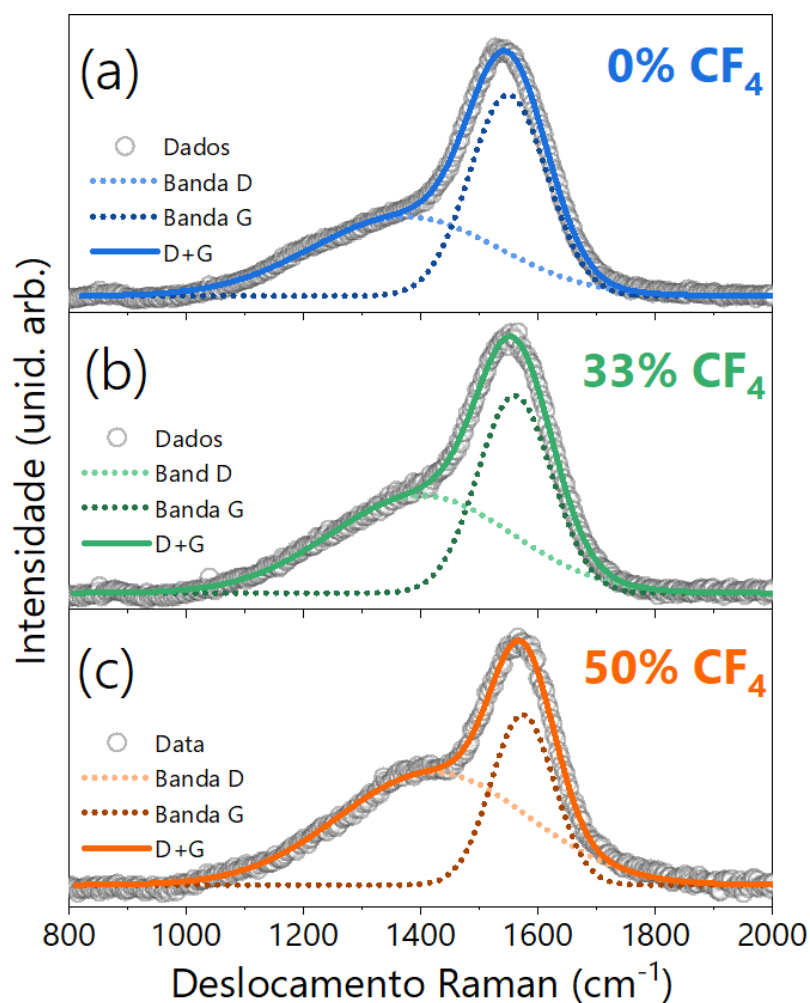 (a)
0% CF₄
Dados
Banda D
Banda G
D+G
(b)
33% CF₄
Dados
Band D
Banda G
D+G
(c)
50% CF₄
Data
Banda D
Banda G
D+G
Intensidade (unid. arb.)
800 1000 1200 1400 1600 1800 2000
Deslocamento Raman (cm⁻¹)